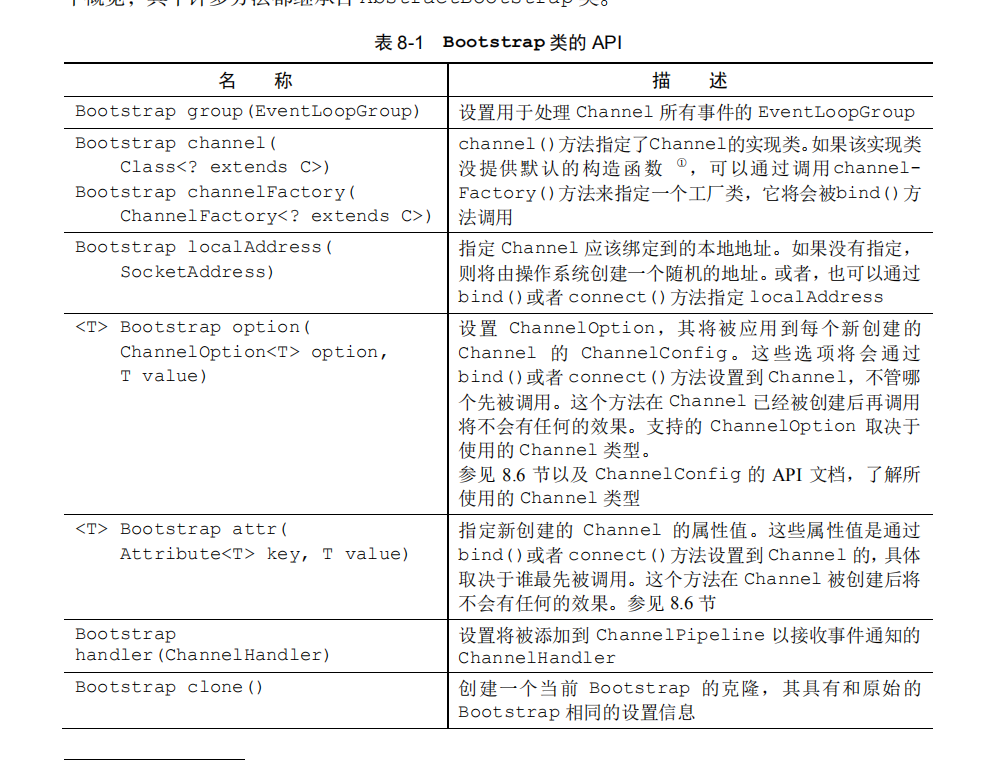 个概览，其中许多方法都继承自 AbstractBootstrap 类。
表 8-1 Bootstrap 类的 API
名 称
描 述
Bootstrap group(EventLoopGroup)
设置用于处理 Channel 所有事件的 EventLoopGroup
Bootstrap channel(
Class<? extends C>)
Bootstrap channelFactory(
ChannelFactory<? extends C>)
channel()方法指定了Channel的实现类。如果该实现类
没提供默认的构造函数 ①，可以通过调用channel-
Factory()方法来指定一个工厂类，它将会被bind()方
法调用
Bootstrap localAddress(
SocketAddress)
指定 Channel 应该绑定到的本地地址。如果没有指定，
则将由操作系统创建一个随机的地址。或者，也可以通过
bind()或者 connect()方法指定 localAddress
<T> Bootstrap option(
ChannelOption<T> option,
T value)
设置 ChannelOption，其将被应用到每个新创建的
Channel 的 ChannelConfig。这些选项将会通过
bind()或者 connect()方法设置到 Channel，不管哪
个先被调用。这个方法在 Channel 已经被创建后再调用
将不会有任何的效果。支持的 ChannelOption 取决于
使用的 Channel 类型。
参见 8.6 节以及 ChannelConfig 的 API 文档，了解所
使用的 Channel 类型
<T> Bootstrap attr(
Attribute<T> key, T value)
指定新创建的 Channel 的属性值。这些属性值是通过
bind()或者 connect()方法设置到 Channel 的，具体
取决于谁最先被调用。这个方法在 Channel 被创建后将
不会有任何的效果。参见 8.6 节
Bootstrap
handler(ChannelHandler)
设置将被添加到 ChannelPipeline 以接收事件通知的
ChannelHandler
Bootstrap clone()
创建一个当前 Bootstrap 的克隆，其具有和原始的
Bootstrap 相同的设置信息